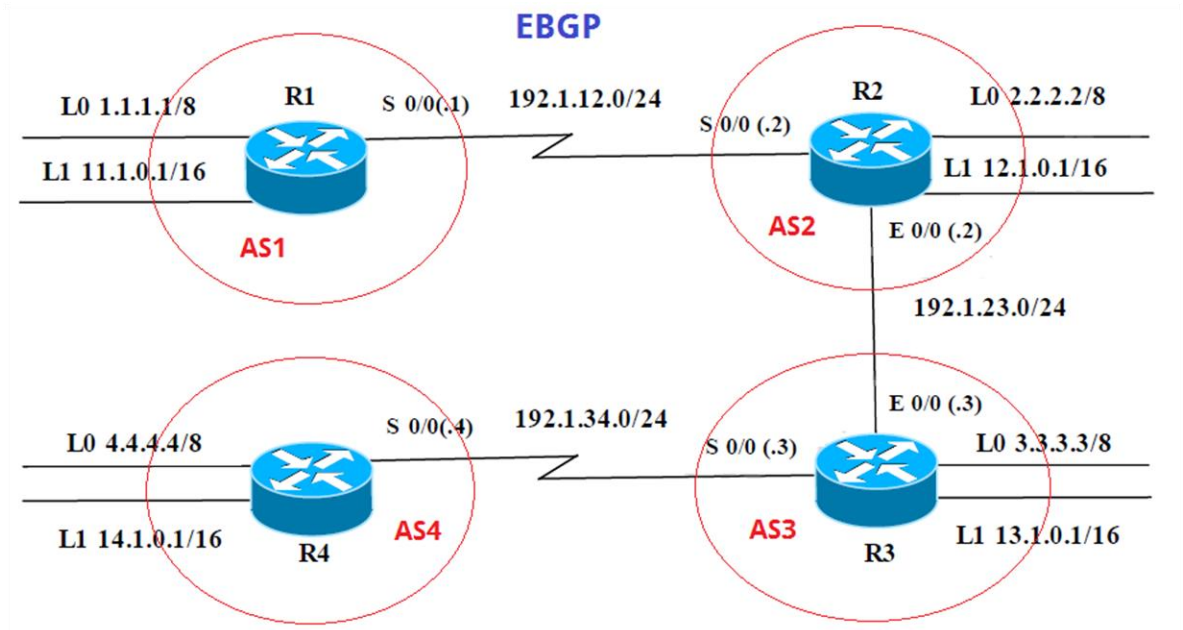 EBGP
L0 1.1.1.1/8
R1
S 0/0(.1)
192.1.12.0/24
S 0/0 (.2)
R2
L0 2.2.2.2/8
L1 11.1.0.1/16
L1 12.1.0.1/16
AS1
AS2
E 0/0 (.2)
192.1.23.0/24
L0 4.4.4.4/8
S 0/0(.4)
192.1.34.0/24
S 0/0 (.3)
E 0/0 (.3)
L0 3.3.3.3/8
L1 14.1.0.1/16
R4
AS4
AS3
R3
L1 13.1.0.1/16